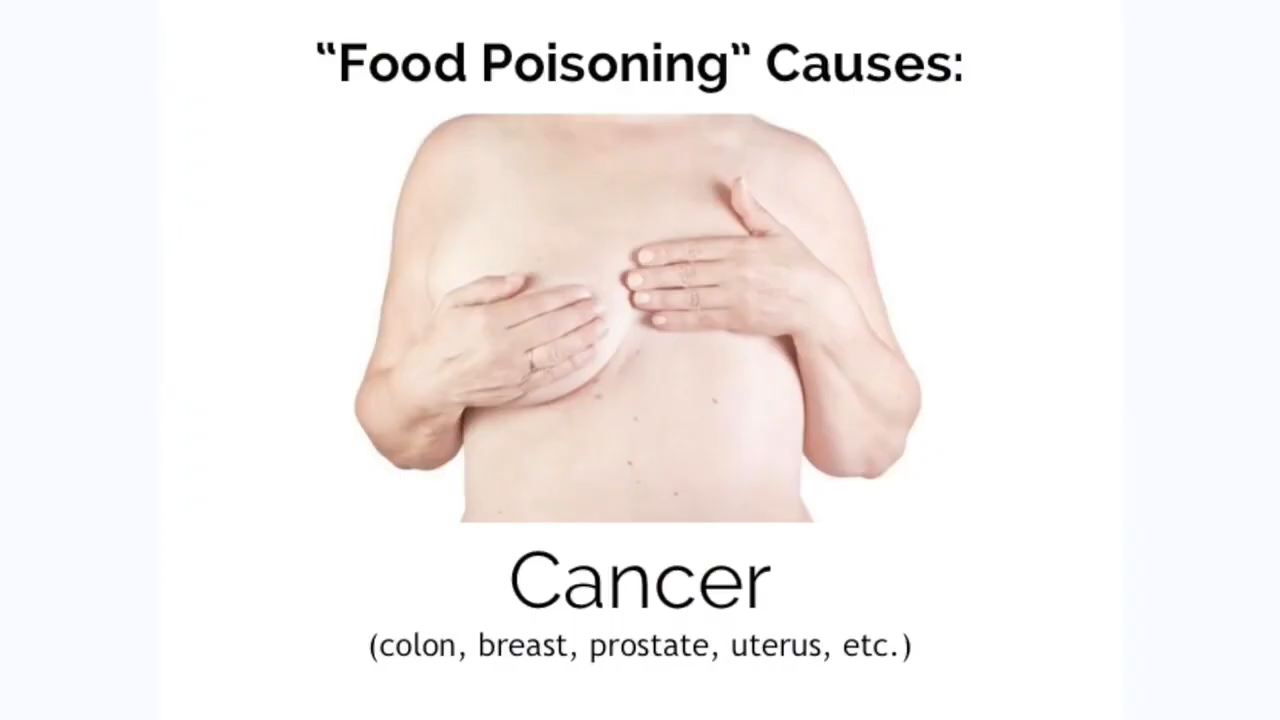 “Food Poisoning” Causes:
Cancer
(colon, breast, prostate, uterus, etc.)